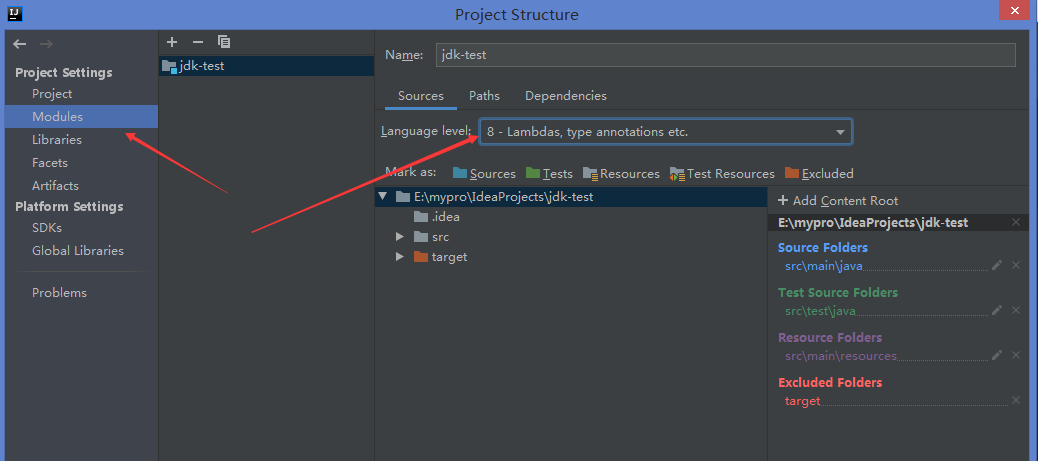 IJ
Project Structure
Project Settings
Project
Modules
Libraries
Facets
Artifacts
Platform Settings
SDKs
Global Libraries
Problems
jdk-test
Name: jdk-test
Sources Paths Dependencies
Language level: 8 - Lambdas, type annotations etc.
Mark as: Sources Tests Resources Test Resources Excluded
E:\mypro\IdeaProjects\jdk-test
.idea
src
target
+ Add Content Root
E:\mypro\IdeaProjects\jdk-test
Source Folders
src\main\java
Test Source Folders
src\test\java
Resource Folders
src\main\resources
Excluded Folders
target